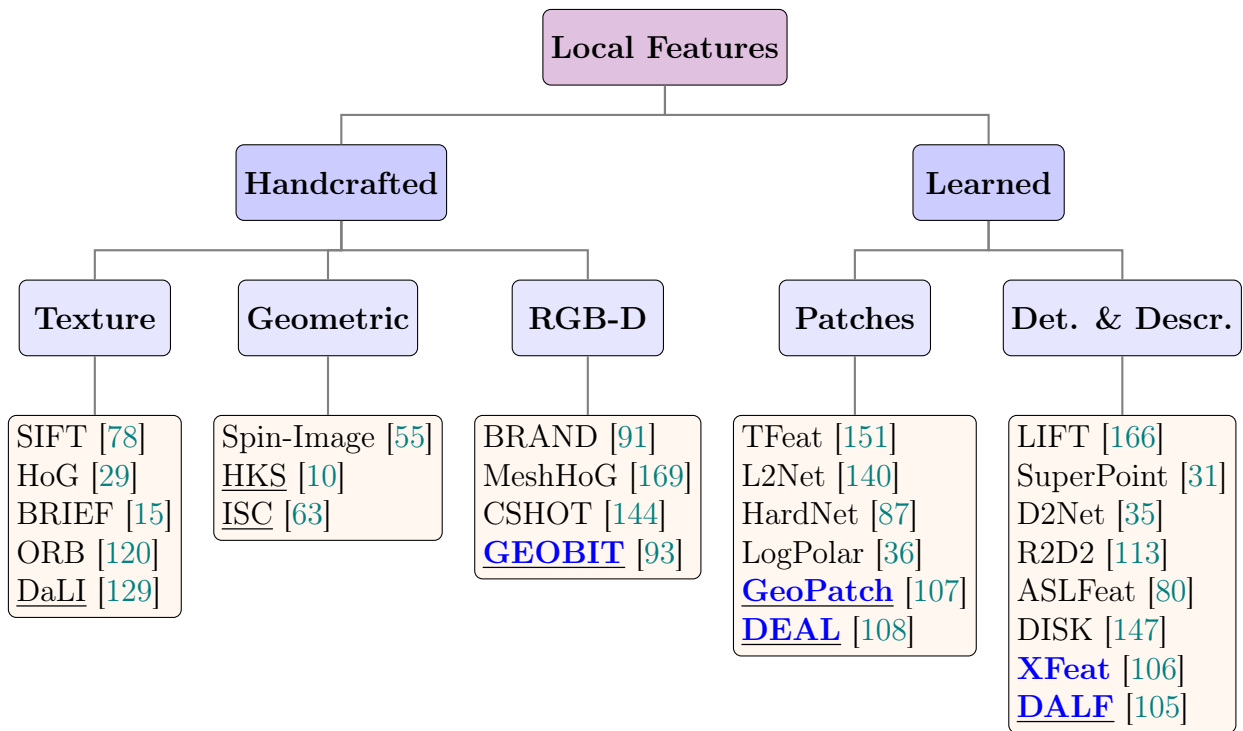 Local Features
Handcrafted
Learned
Texture
Geometric
RGB-D
Patches
Det. & Descr.
SIFT [78]
HoG [29]
BRIEF [15]
ORB [120]
DaLI [129]
Spin-Image [55]
HKS [10]
ISC [63]
BRAND [91]
MeshHoG [169]
CSHOT [144]
GEOBIT [93]
TFeat [151]
L2Net [140]
HardNet [87]
LogPolar [36]
GeoPatch [107]
DEAL [108]
LIFT [166]
SuperPoint [31]
D2Net [35]
R2D2 [113]
ASLFeat [80]
DISK [147]
XFeat [106]
DALF [105]